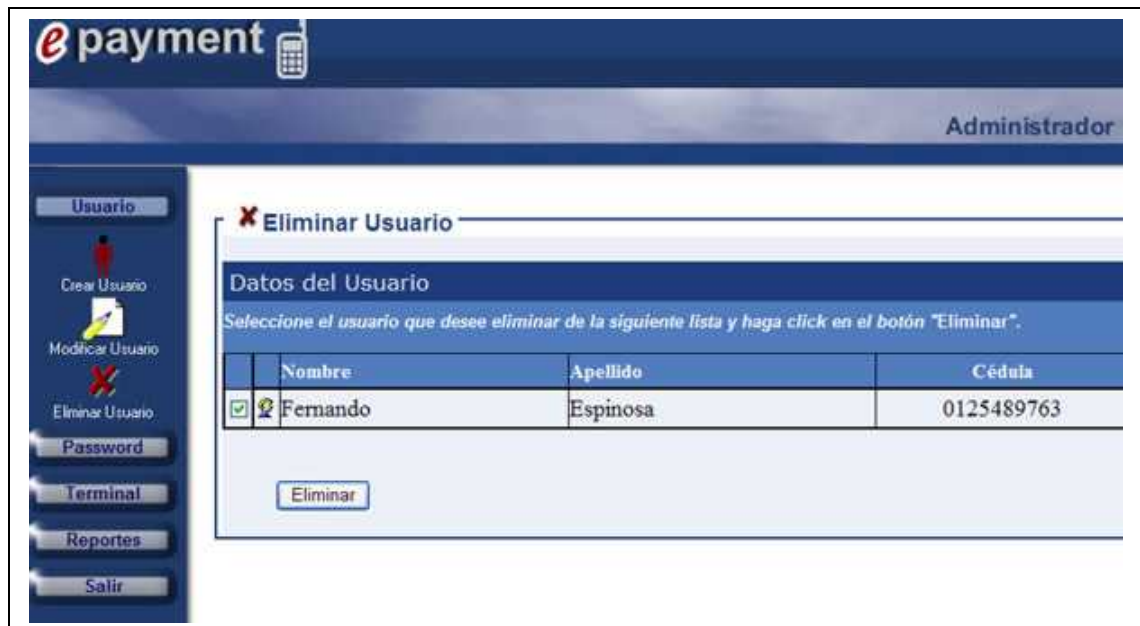 e payment
Administrador
Usuario
Crear Usuario
Modificar Usuario
Eliminar Usuario
Password
Terminal
Reportes
Salir
Eliminar Usuario
Datos del Usuario
Seleccione el usuario que desee eliminar de la siguiente lista y haga click en el botón "Eliminar".
Nombre Apellido Cédula
Fernando Espinosa 0125489763
Eliminar